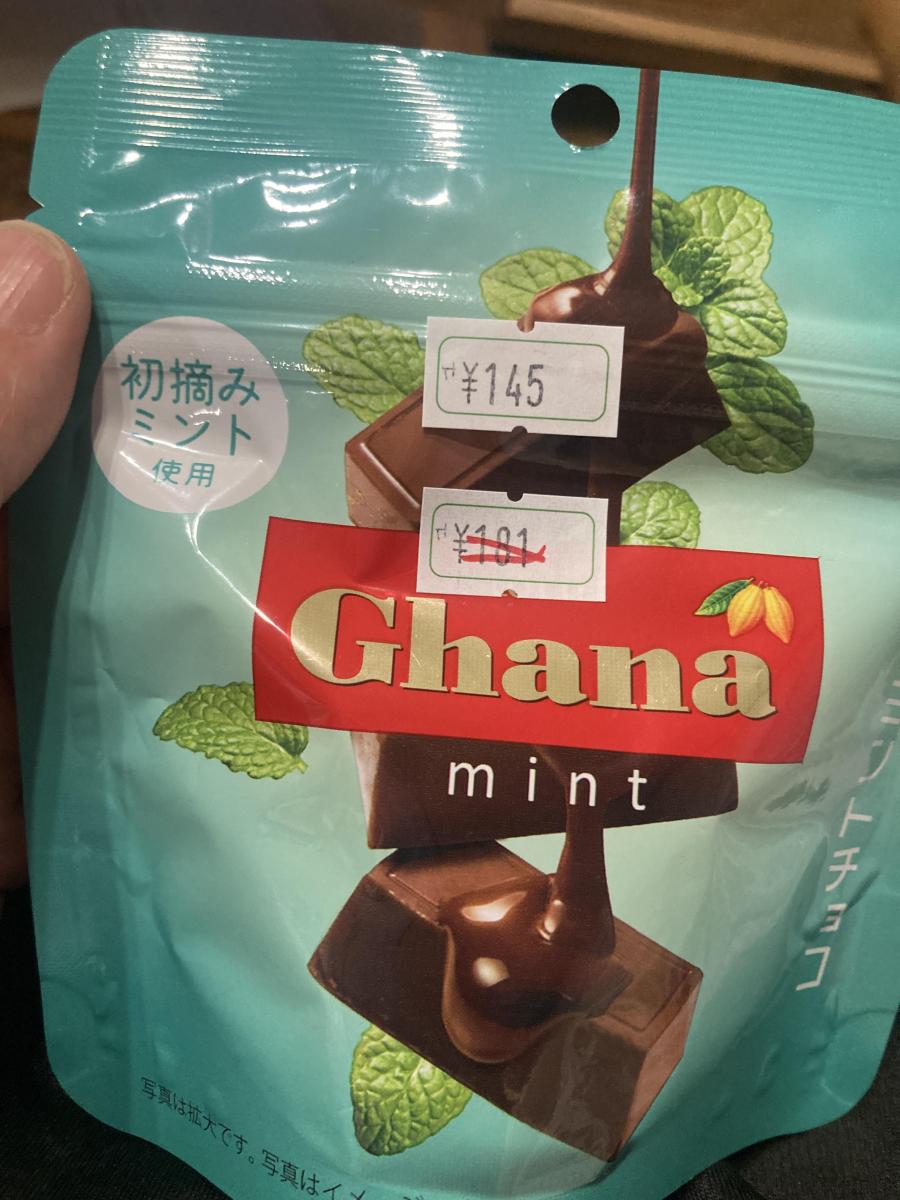 ¥145
初摘み
ミント
使用
¥181
Ghana
mint
ミントチョコ
写真は拡大です。写真はイメージ